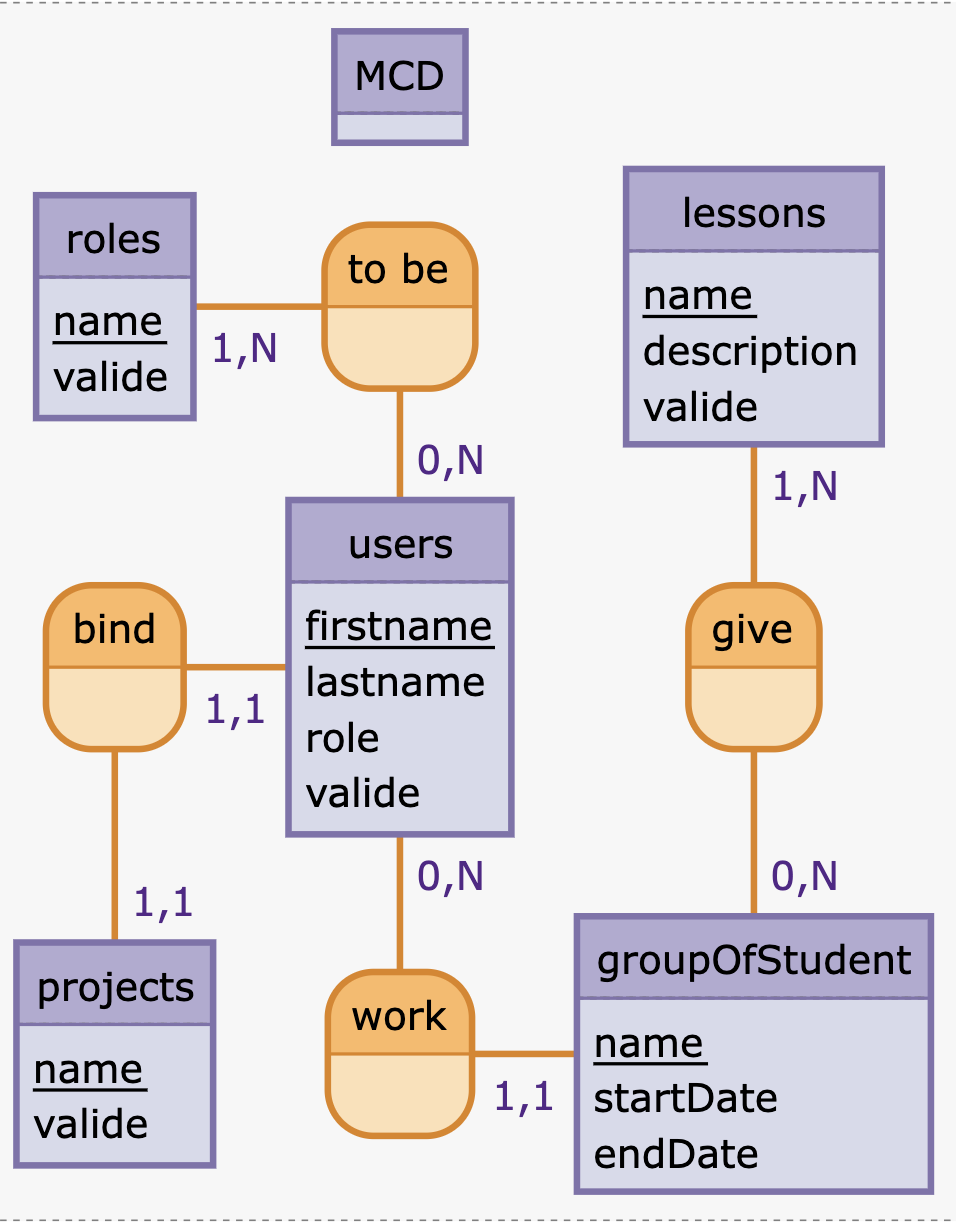 MCD
roles
name
valide
1,N
to be
0,N
lessons
name
description
valide
1,N
users
firstname
lastname
role
valide
bind
1,1
1,1
give
0,N
0,N
projects
name
valide
work
1,1
groupOfStudent
name
startDate
endDate